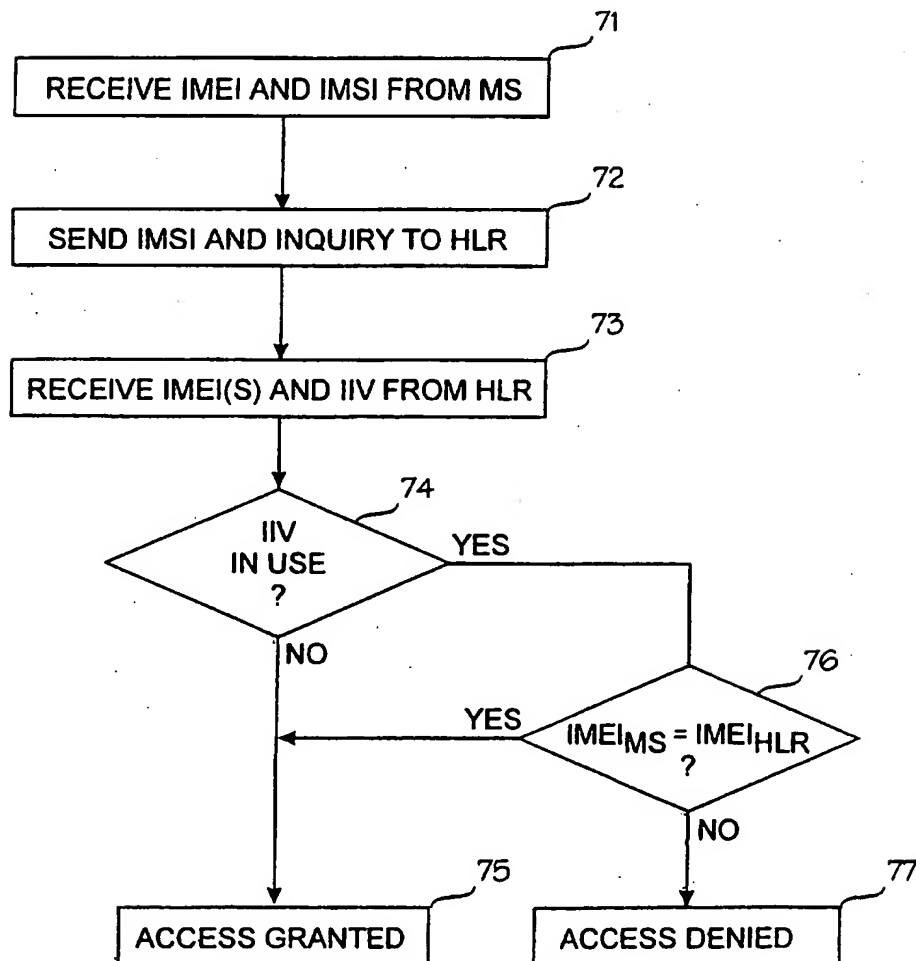 71
RECEIVE IMEI AND IMSI FROM MS
72
SEND IMSI AND INQUIRY TO HLR
73
RECEIVE IMEI(S) AND IIV FROM HLR
74
IIV
IN USE
?
YES
NO
76
YES
IMEIMS = IMEIHLR
?
NO
75
ACCESS GRANTED
77
ACCESS DENIED